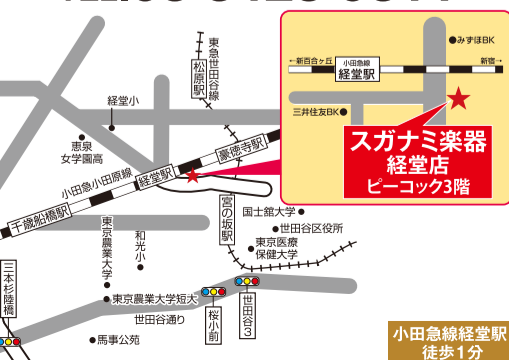 みずほBK
←新百合ヶ丘
小田急線
経堂駅
新宿→
三井住友BK
スガナミ楽器
経堂店
ピーコック3階
東急世田谷線
松原駅
経堂小
恵泉
女学園高
豪徳寺駅
小田急小田原線
経堂駅
千歳船橋駅
宮の坂駅
国士舘大学
世田谷区役所
東京医療
保健大学
東京農業大学
和光小
三本杉陸橋
東京農業大学短大
世田谷通り
桜小前
世田谷3
馬事公苑
小田急線経堂駅
徒歩1分